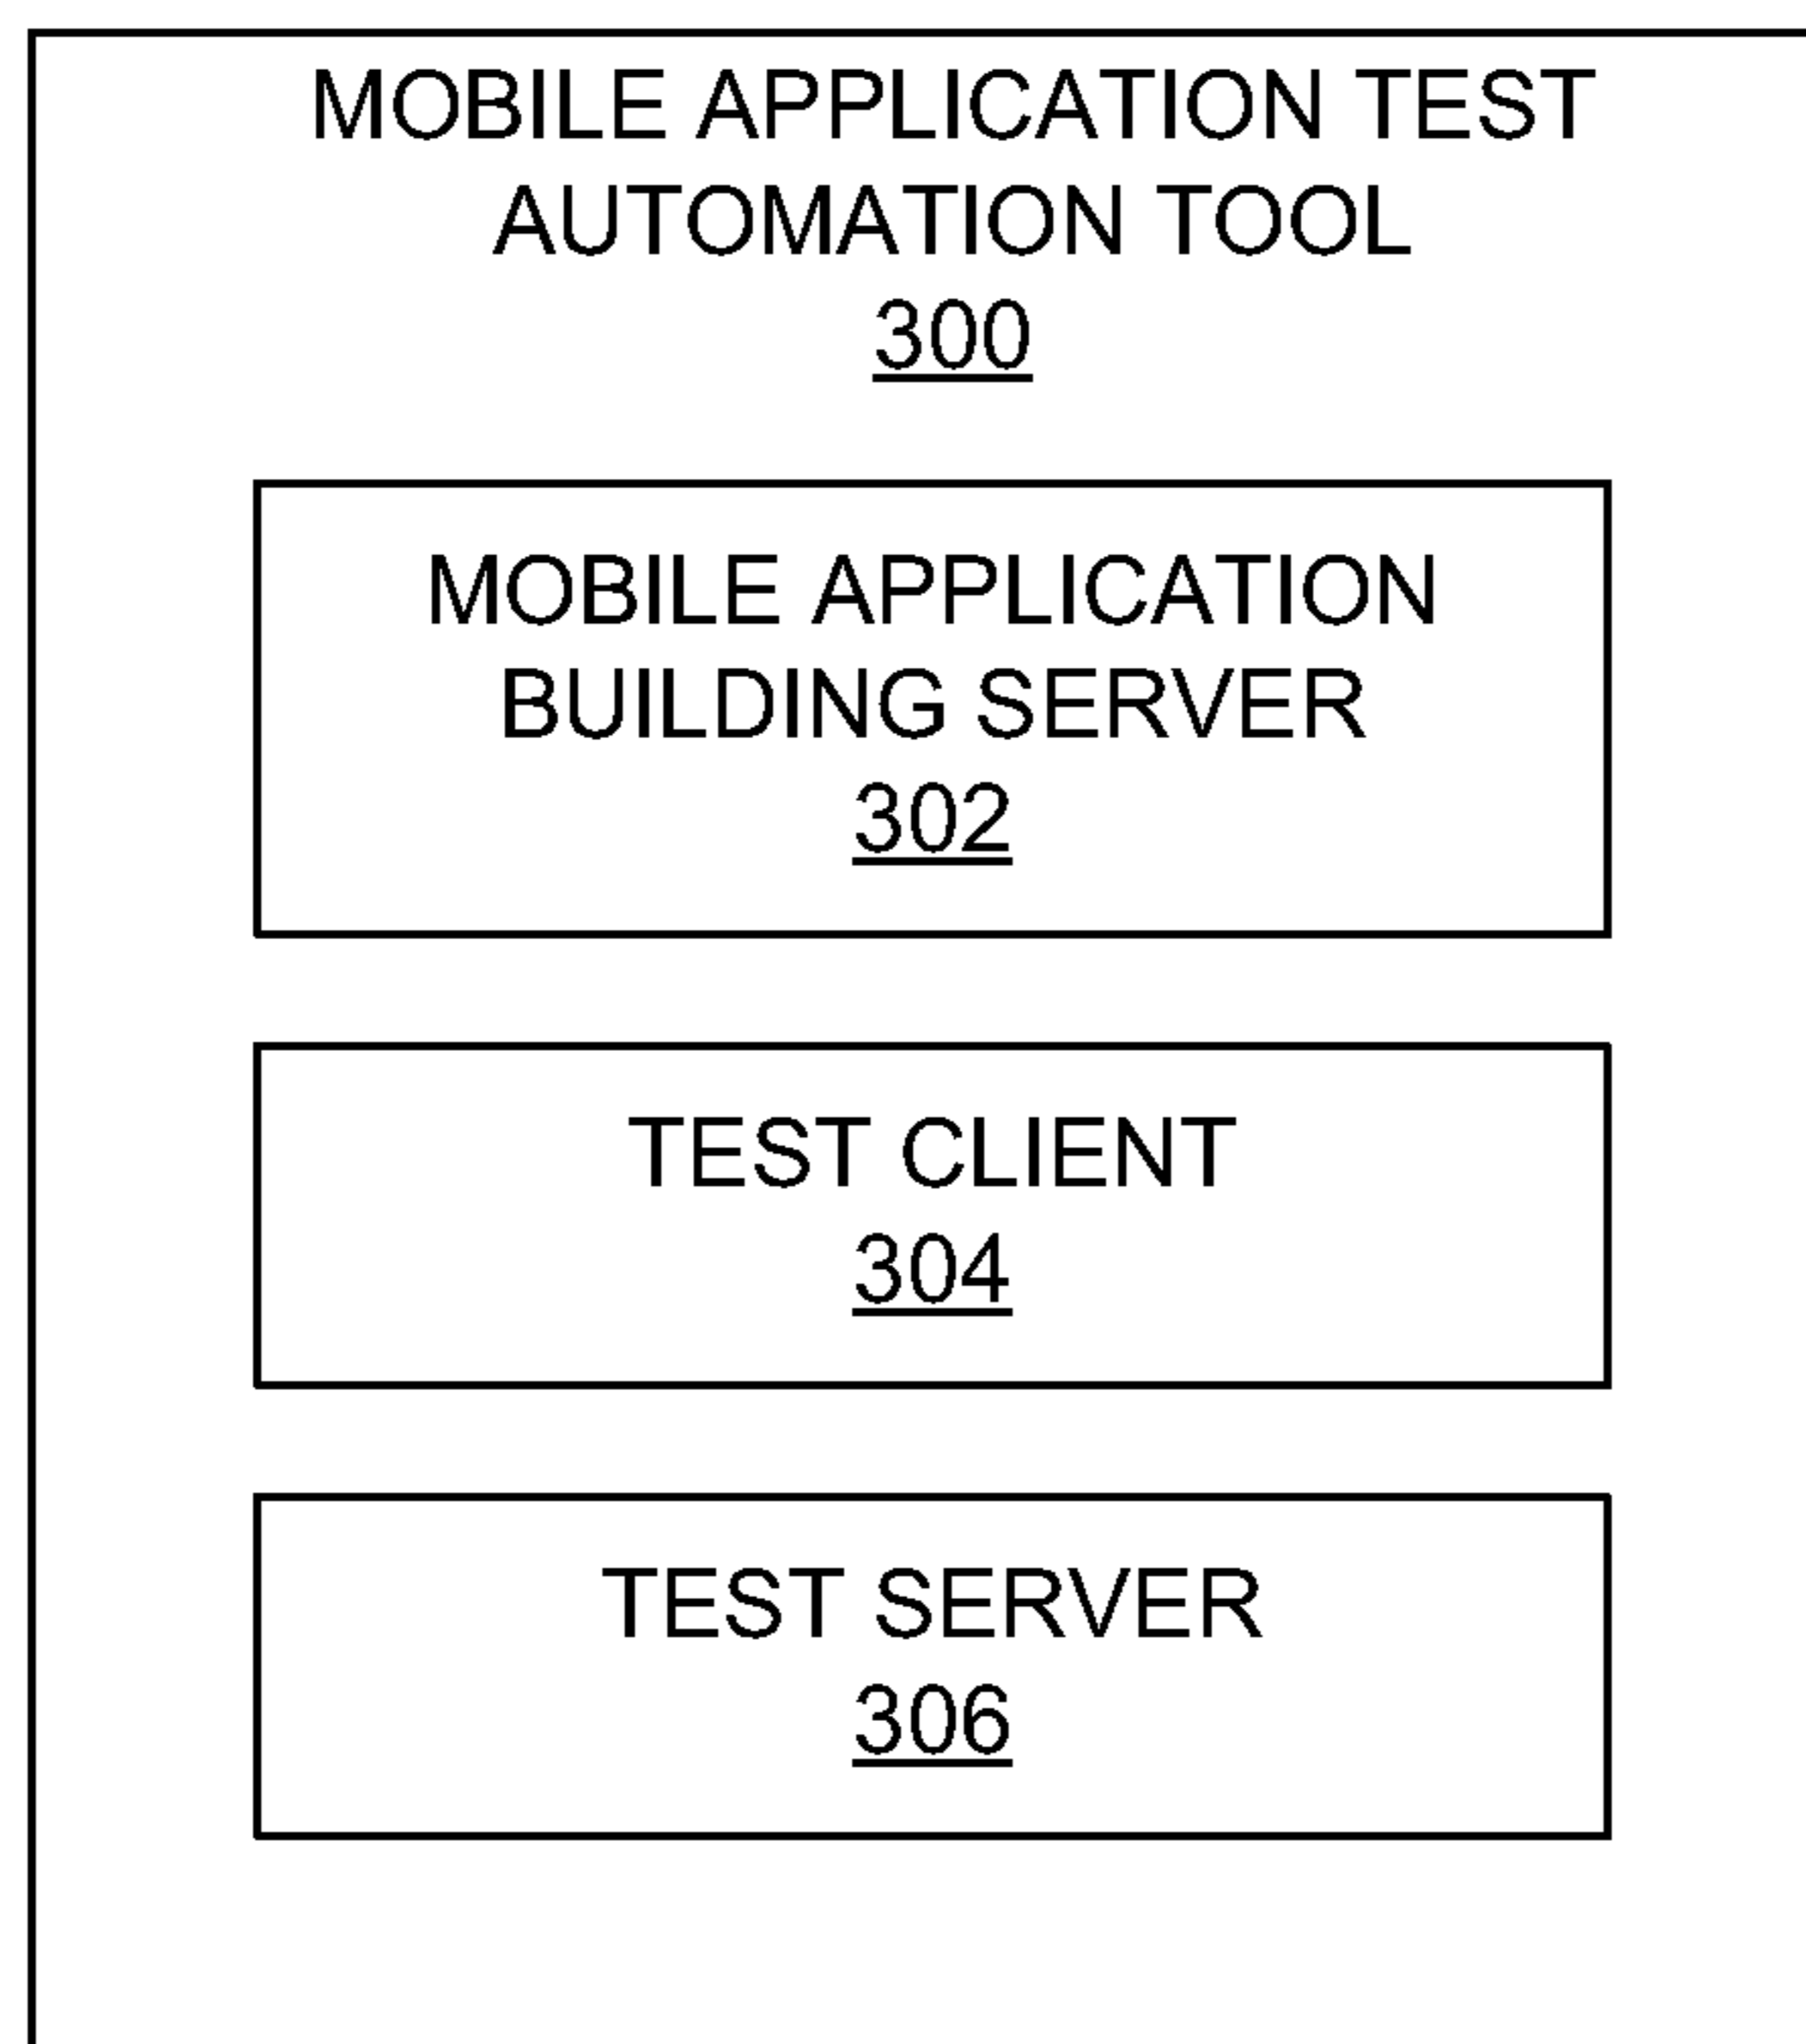 MOBILE APPLICATION TEST
AUTOMATION TOOL
300
MOBILE APPLICATION
BUILDING SERVER
302
TEST CLIENT
304
TEST SERVER
306